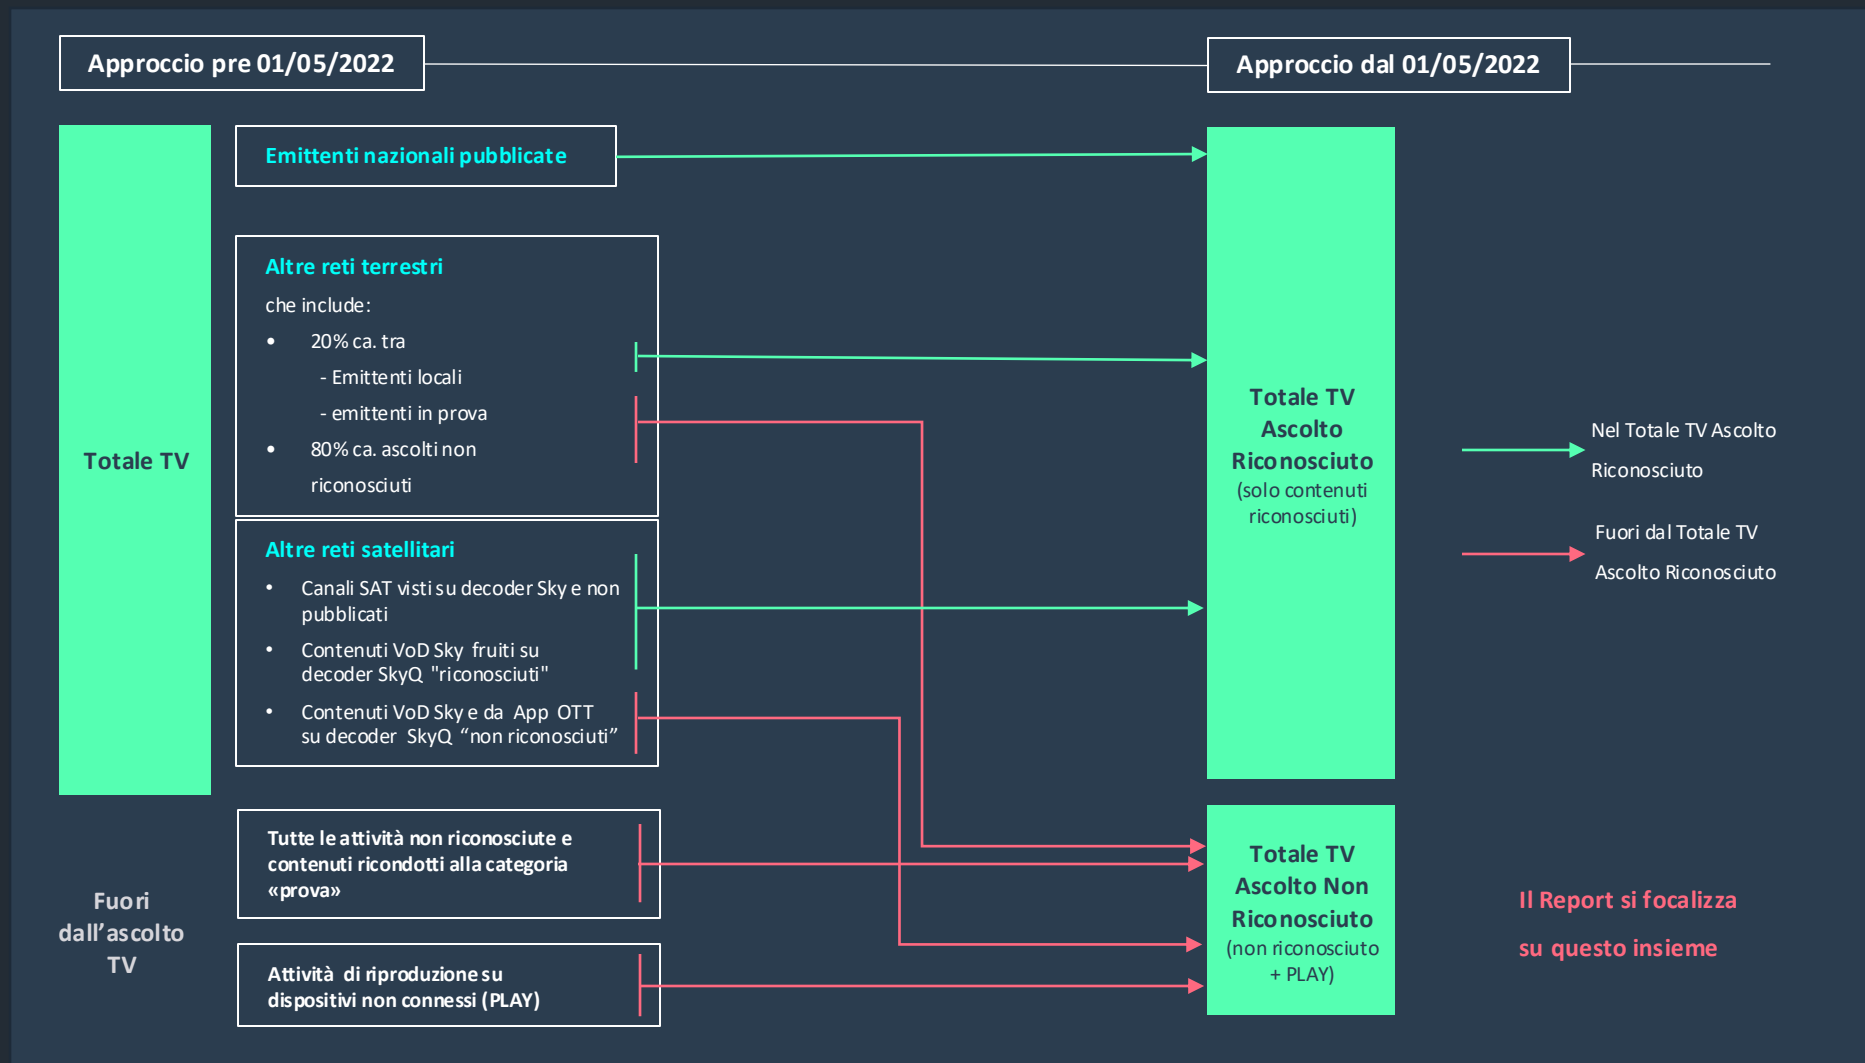 Approccio pre 01/05/2022
Approccio dal 01/05/2022
Totale TV
Emittenti nazionali pubblicate
Altre reti terrestri
che include:
• 20% ca. tra
- Emittenti locali
- emittenti in prova
• 80% ca. ascolti non
riconosciuti
Altre reti satellitari
• Canali SAT visti su decoder Sky e non
pubblicati
• Contenuti VoD Sky fruiti su
decoder SkyQ "riconosciuti"
• Contenuti VoD Sky e da App OTT
su decoder SkyQ “non riconosciuti”
Fuori
dall’ascolto
TV
Tutte le attività non riconosciute e
contenuti ricondotti alla categoria
«prova»
Attività di riproduzione su
dispositivi non connessi (PLAY)
Totale TV
Ascolto
Riconosciuto
(solo contenuti
riconosciuti)
Totale TV
Ascolto Non
Riconosciuto
(non riconosciuto
+ PLAY)
Nel Totale TV Ascolto
Riconosciuto
Fuori dal Totale TV
Ascolto Riconosciuto
Il Report si focalizza
su questo insieme